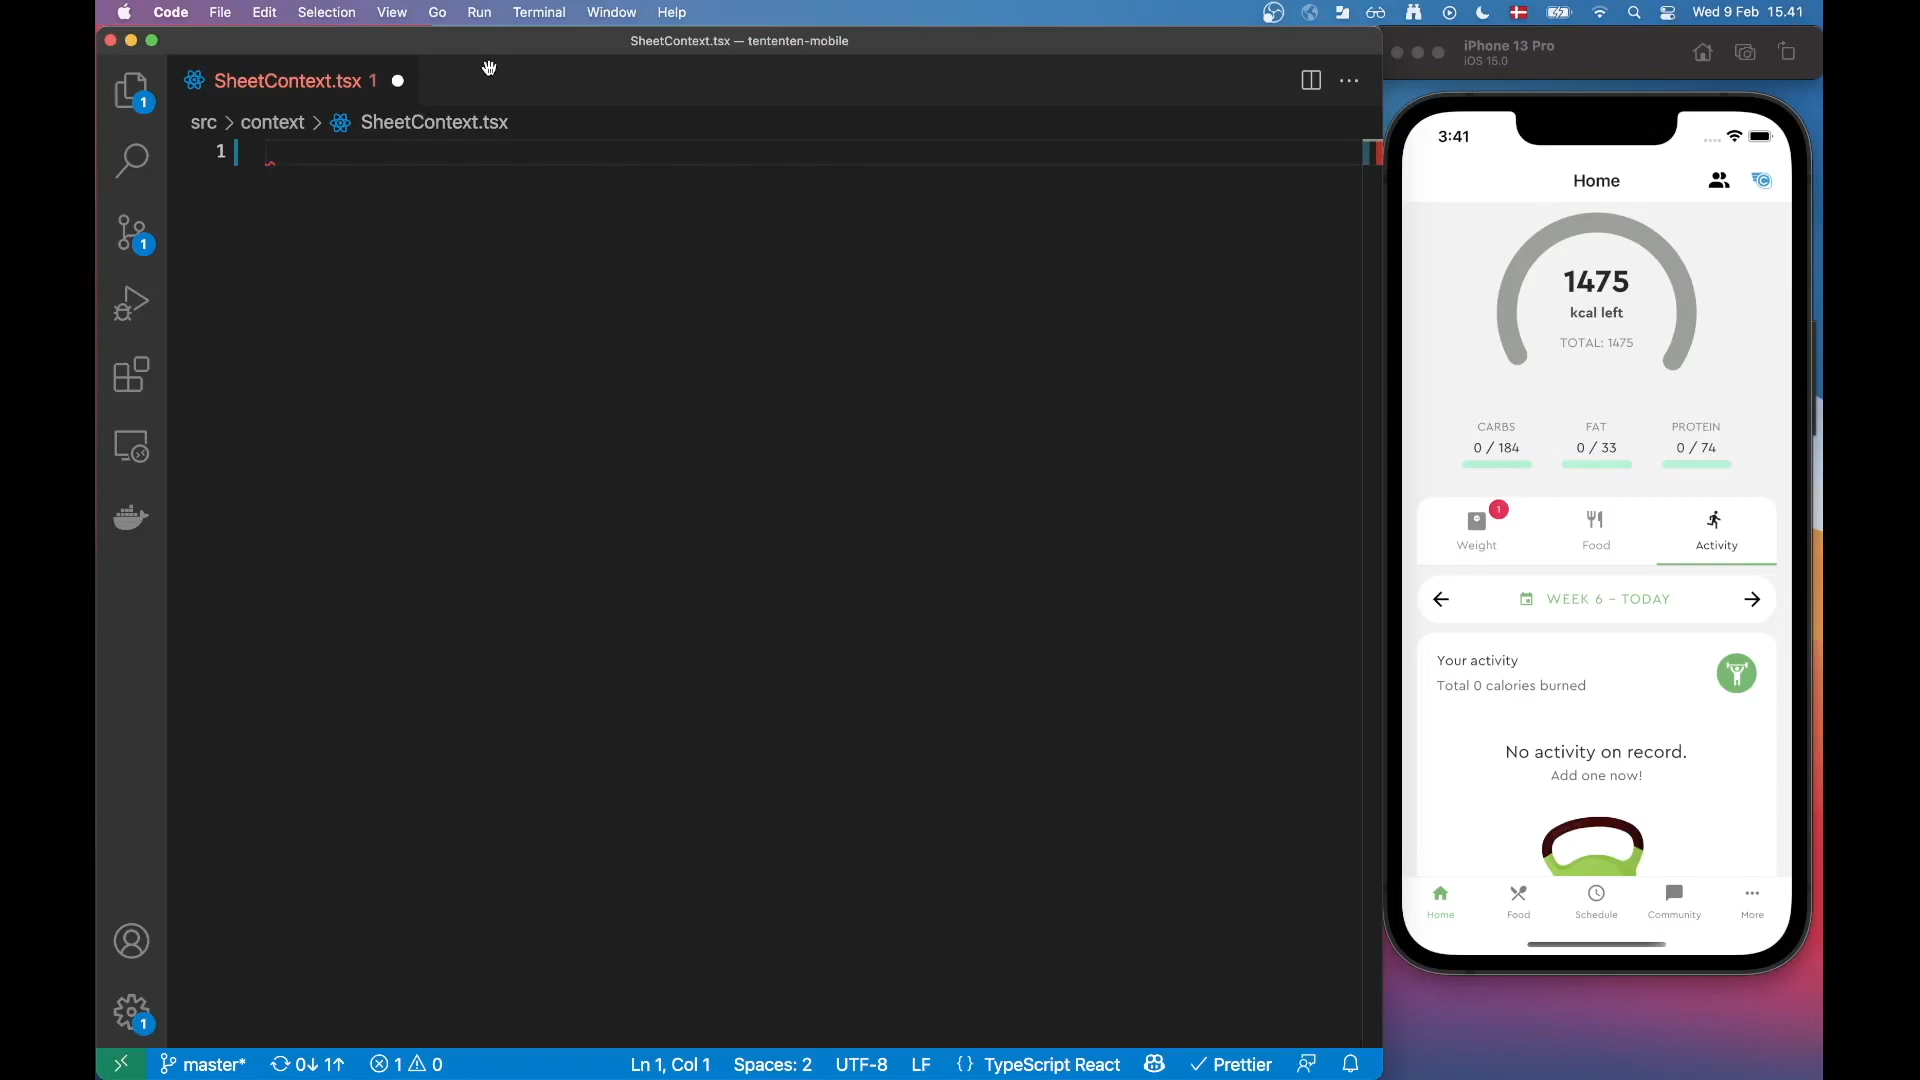 Code File Edit Selection View Go Run Terminal Window Help
Wed 9 Feb 15.41
SheetContext.tsx — tententen-mobile
SheetContext.tsx 1
src > context > SheetContext.tsx
1
1
1
1
master* 0↓ 1↑ 1 0
Ln 1, Col 1 Spaces: 2 UTF-8 LF {} TypeScript React Prettier
iPhone 13 Pro
iOS 15.0
3:41
Home
1475
kcal left
TOTAL: 1475
CARBS FAT PROTEIN
0 / 184 0 / 33 0 / 74
1
Weight Food Activity
WEEK 6 – TODAY
Your activity
Total 0 calories burned
No activity on record.
Add one now!
Home Food Schedule Community More